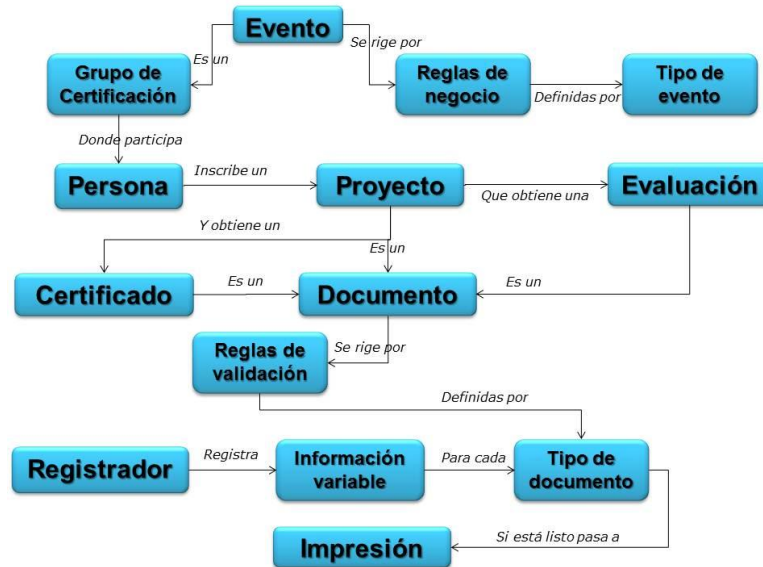 Evento
Es un
Se rige por
Grupo de
Certificación
Reglas de
negocio
Definidas por
Tipo de
evento
Donde participa
Persona
Inscribe un
Proyecto
Que obtiene una
Evaluación
Y obtiene un
Es un
Certificado
Es un
Documento
Es un
Reglas de
validación
Se rige por
Definidas por
Registrador
Registra
Información
variable
Para cada
Tipo de
documento
Impresión
Si está listo pasa a